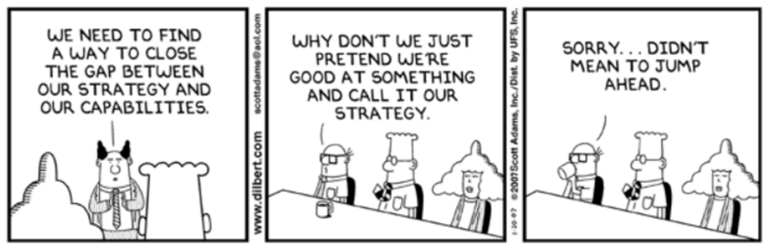 WE NEED TO FIND
A WAY TO CLOSE
THE GAP BETWEEN
OUR STRATEGY AND
OUR CAPABILITIES.
www.dilbert.com
scottadams@aol.com
WHY DON'T WE JUST
PRETEND WE'RE
GOOD AT SOMETHING
AND CALL IT OUR
STRATEGY.
1-20-07 ©2007 Scott Adams, Inc./Dist. by UFS, Inc.
SORRY... DIDN'T
MEAN TO JUMP
AHEAD.